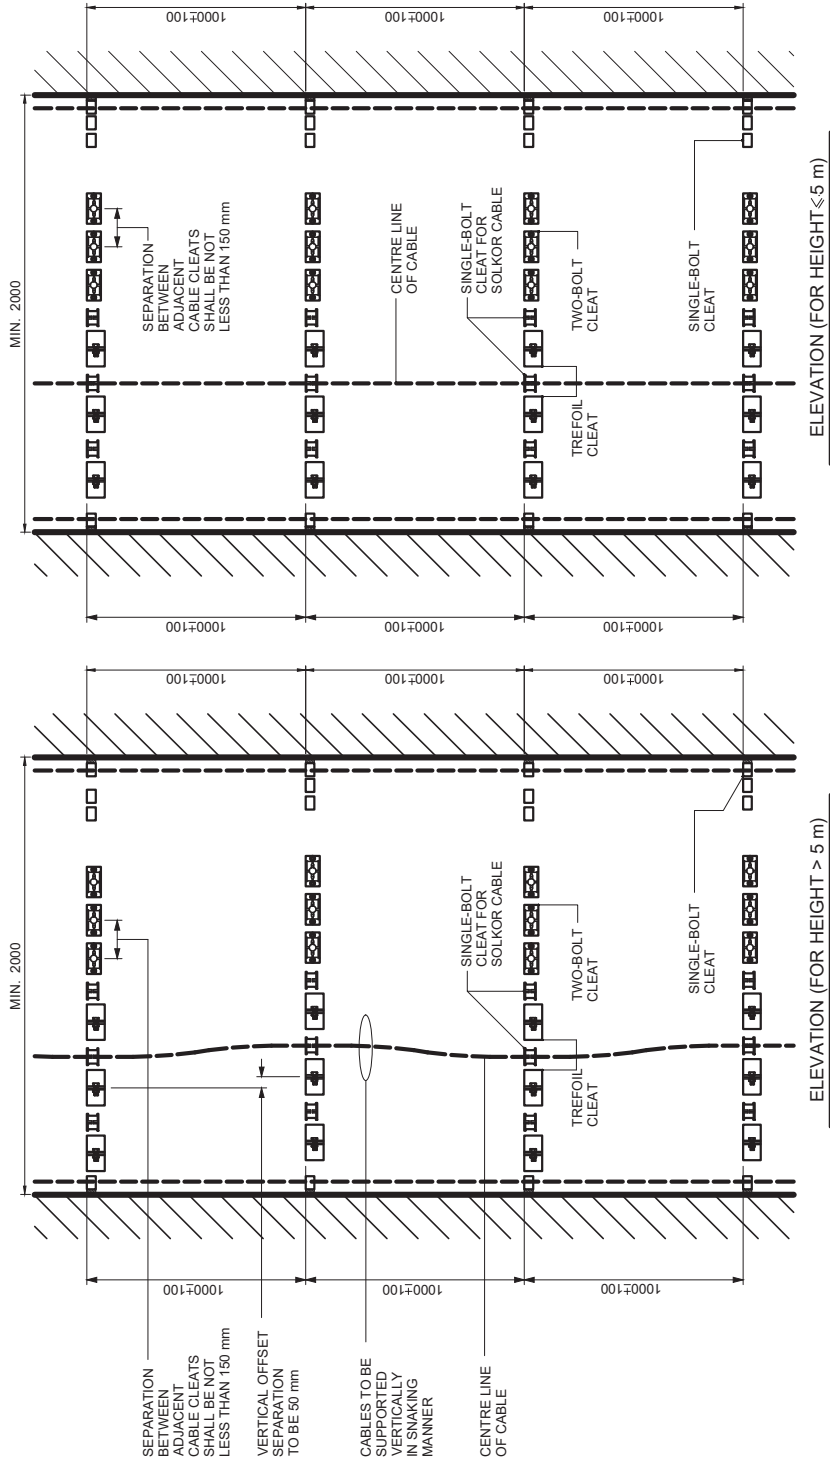 MIN. 2000
1000±100
1000±100
1000±100
SEPARATION
BETWEEN
ADJACENT
CABLE CLEATS
SHALL BE NOT
LESS THAN 150 mm
VERTICAL OFFSET
SEPARATION
TO BE 50 mm
CABLES TO BE
SUPPORTED
VERTICALLY
IN SNAKING
MANNER
CENTRE LINE
OF CABLE
SINGLE-BOLT
CLEAT FOR
SOLKOR CABLE
TREFOIL
CLEAT
TWO-BOLT
CLEAT
SINGLE-BOLT
CLEAT
1000±100
1000±100
1000±100
ELEVATION (FOR HEIGHT > 5 m)
MIN. 2000
1000±100
1000±100
1000±100
SEPARATION
BETWEEN
ADJACENT
CABLE CLEATS
SHALL BE NOT
LESS THAN 150 mm
CENTRE LINE
OF CABLE
SINGLE-BOLT
CLEAT FOR
SOLKOR CABLE
TREFOIL
CLEAT
TWO-BOLT
CLEAT
SINGLE-BOLT
CLEAT
1000±100
1000±100
1000±100
ELEVATION (FOR HEIGHT⩽5 m)